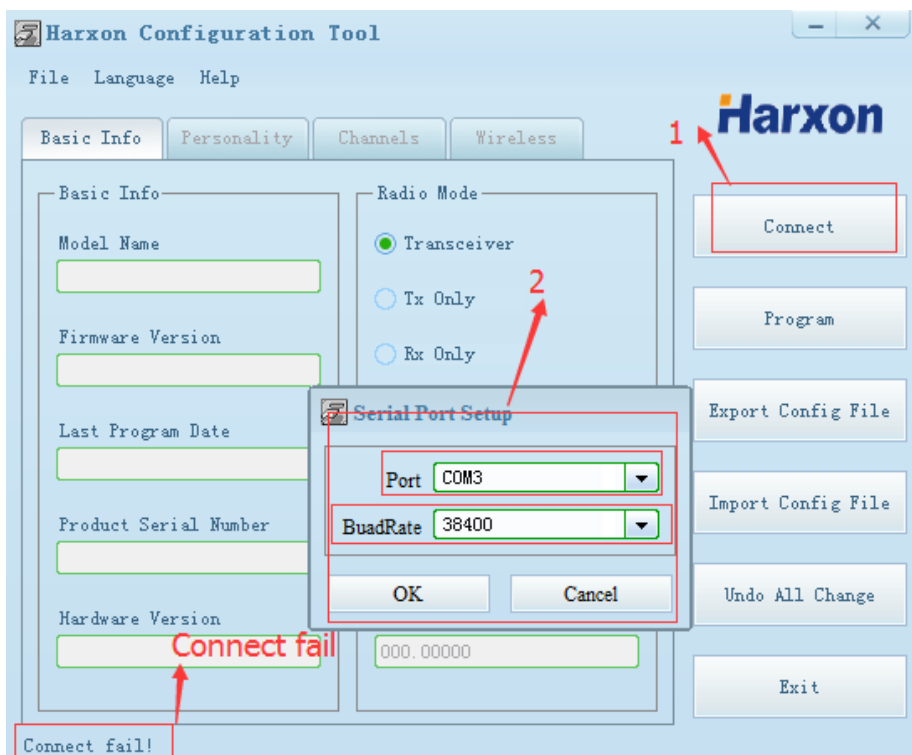 Harxon Configuration Tool
File Language Help
Harxon
1
Basic Info Personality Channels Wireless
Basic Info
Radio Mode
Connect
Model Name
Transceiver
2
Tx Only
Program
Firmware Version
Rx Only
Serial Port Setup
Export Config File
Last Program Date
Port COM3
Import Config File
Product Serial Number
BuadRate 38400
OK Cancel
Undo All Change
Hardware Version
Connect fail
000.00000
Exit
Connect fail!